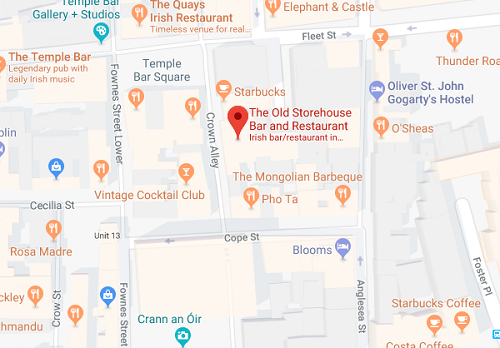 Temple Bar
Gallery + Studios
The Quays
Irish Restaurant
Timeless venue for real...
Elephant & Castle
Fleet St
The Temple Bar
Legendary pub with
daily Irish music
Temple
Bar Square
Thunder Roa
Starbucks
Oliver St. John
Gogarty's Hostel
The Old Storehouse
Bar and Restaurant
Irish bar/restaurant in...
O'Sheas
Fownes Street Lower
Crown Alley
olin
The Mongolian Barbeque
Vintage Cocktail Club
Pho Ta
Cecilia St
Unit 13
Cope St
Rosa Madre
Blooms
Foster Pl
Anglesea St
ckley
Crow St
Fownes Street
Starbucks Coffee
Crann an Óir
hmandu
Costa Coffee